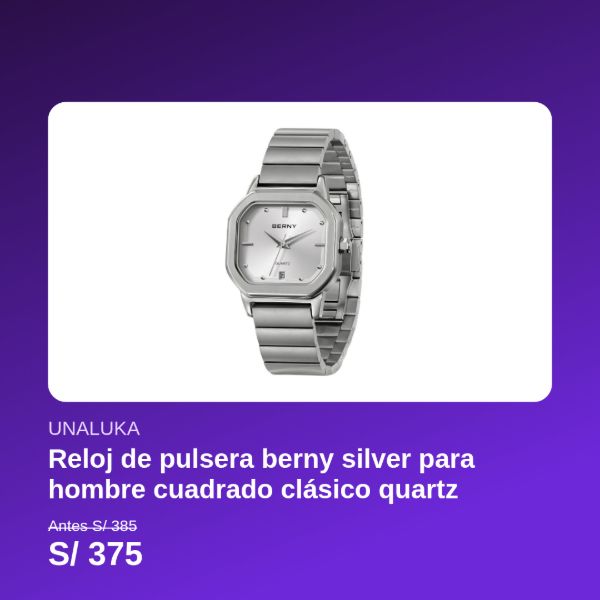 BERNY
QUARTZ
UNALUKA
Reloj de pulsera berny silver para
hombre cuadrado clásico quartz
Antes S/ 385
S/ 375